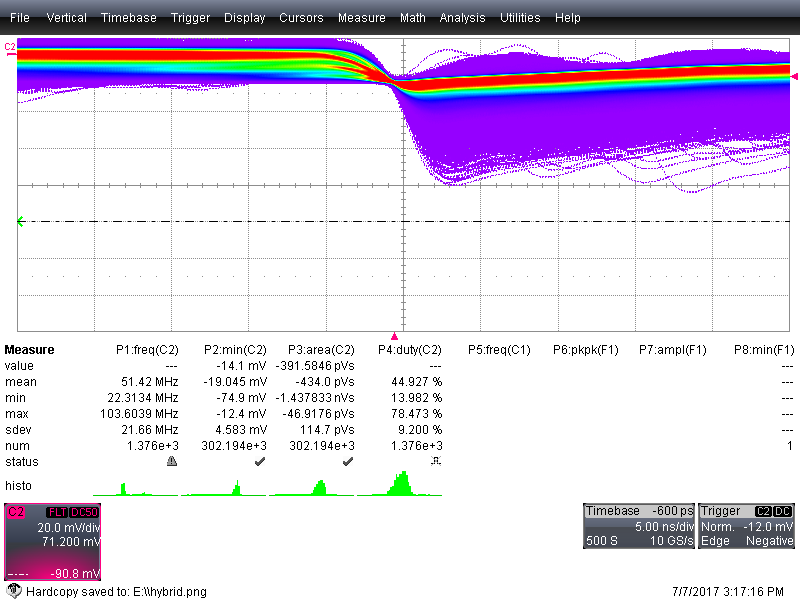 File Vertical Timebase Trigger Display Cursors Measure Math Analysis Utilities Help
C2
Measure P1:freq(C2) P2:min(C2) P3:area(C2) P4:duty(C2) P5:freq(C1) P6:pkpk(F1) P7:ampl(F1) P8:min(F1)
value --- -14.1 mV -391.5846 pVs --- ---
mean 51.42 MHz -19.045 mV -434.0 pVs 44.927 % ---
min 22.3134 MHz -74.9 mV -1.437833 nVs 13.982 % ---
max 103.6039 MHz -12.4 mV -46.9176 pVs 78.473 % ---
sdev 21.66 MHz 4.583 mV 114.7 pVs 9.200 % ---
num 1.376e+3 302.194e+3 302.194e+3 1.376e+3 1
status
histo
C2 FLT DC50
20.0 mV/div
71.200 mV
-90.8 mV
Timebase -600 ps
5.00 ns/div
500 S 10 GS/s
Trigger C2 DC
Norm. -12.0 mV
Edge Negative
Hardcopy saved to: E:\\hybrid.png
7/7/2017 3:17:16 PM